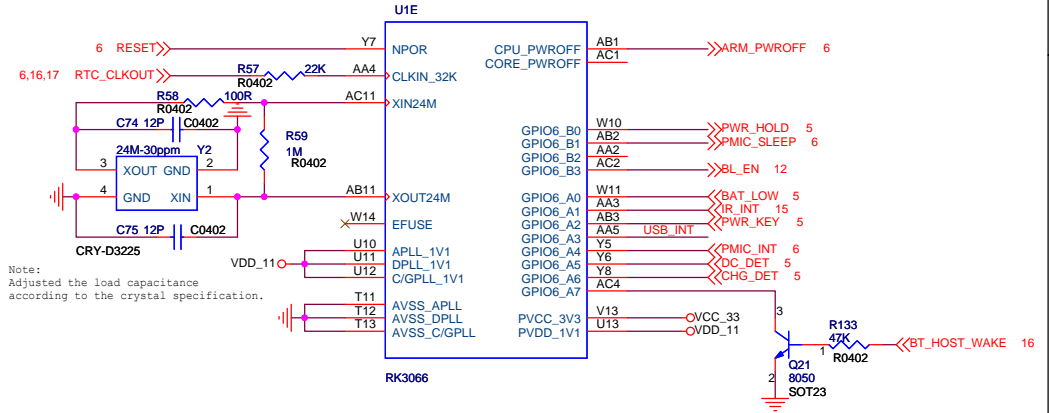 U1E
6 RESET
Y7
NPOR
CPU_PWROFF
AB1
ARM_PWROFF 6
CORE_PWROFF
AC1
6,16,17 RTC_CLKOUT
R57 22K
R0402
AA4
CLKIN_32K
R58 100R
R0402
AC11
XIN24M
C74 12P C0402
24M-30ppm Y2
R59
1M
R0402
3
XOUT GND
2
4
GND XIN
1
AB11
XOUT24M
C75 12P C0402
CRY-D3225
W14
EFUSE
VDD_11
U10
APLL_1V1
U11
DPLL_1V1
U12
C/GPLL_1V1
Note:
Adjusted the load capacitance
according to the crystal specification.
T11
AVSS_APLL
T12
AVSS_DPLL
T13
AVSS_C/GPLL
RK3066
GPIO6_B0
W10
PWR_HOLD 5
GPIO6_B1
AB2
PMIC_SLEEP 6
GPIO6_B2
AA2
GPIO6_B3
AC2
BL_EN 12
GPIO6_A0
W11
BAT_LOW 5
GPIO6_A1
AA3
IR_INT 15
GPIO6_A2
AB3
PWR_KEY 5
GPIO6_A3
AA5
USB_INT
GPIO6_A4
Y5
PMIC_INT 6
GPIO6_A5
Y6
DC_DET 5
GPIO6_A6
Y8
CHG_DET 5
GPIO6_A7
AC4
PVCC_3V3
V13
VCC_33
PVDD_1V1
U13
VDD_11
3
1
2
R133
47K
R0402
BT_HOST_WAKE 16
Q21
8050
SOT23